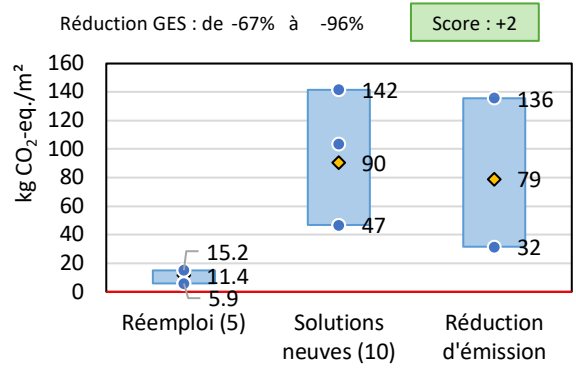 Réduction GES : de -67% à -96%
Score : +2
kg CO₂-eq./m²
160
140
120
100
80
60
40
20
0
142
90
47
136
79
32
15.2
11.4
5.9
Réemploi (5)
Solutions
neuves (10)
Réduction
d'émission